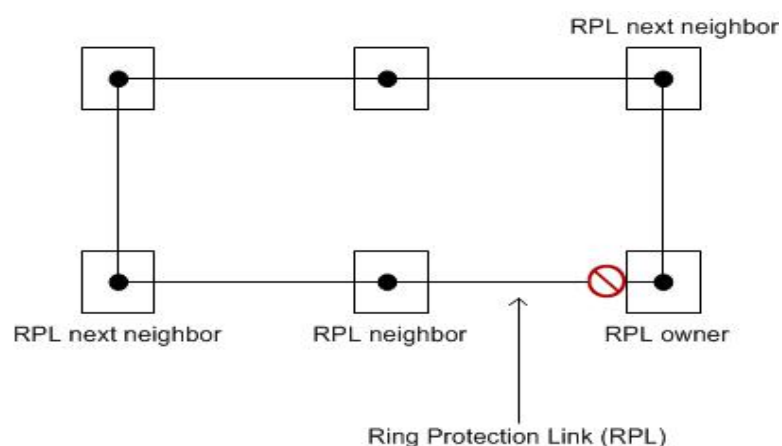 RPL next neighbor
RPL next neighbor
RPL neighbor
RPL owner
Ring Protection Link (RPL)